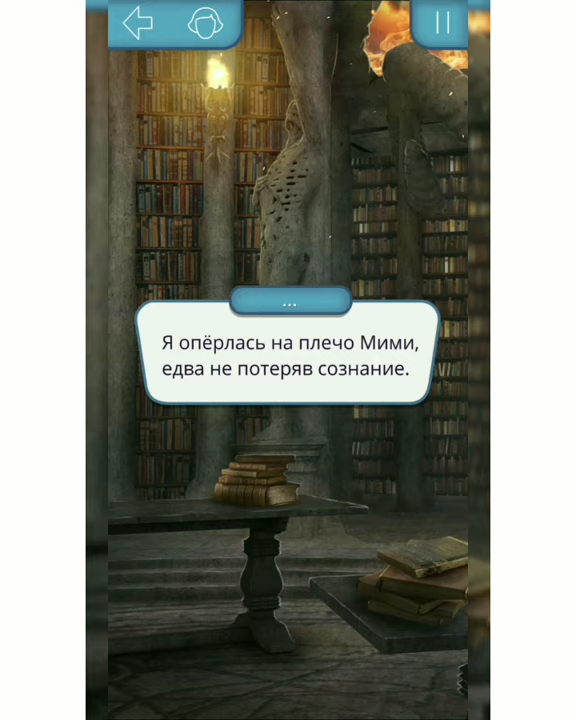 ...
Я опёрлась на плечо Мими,
едва не потеряв сознание.